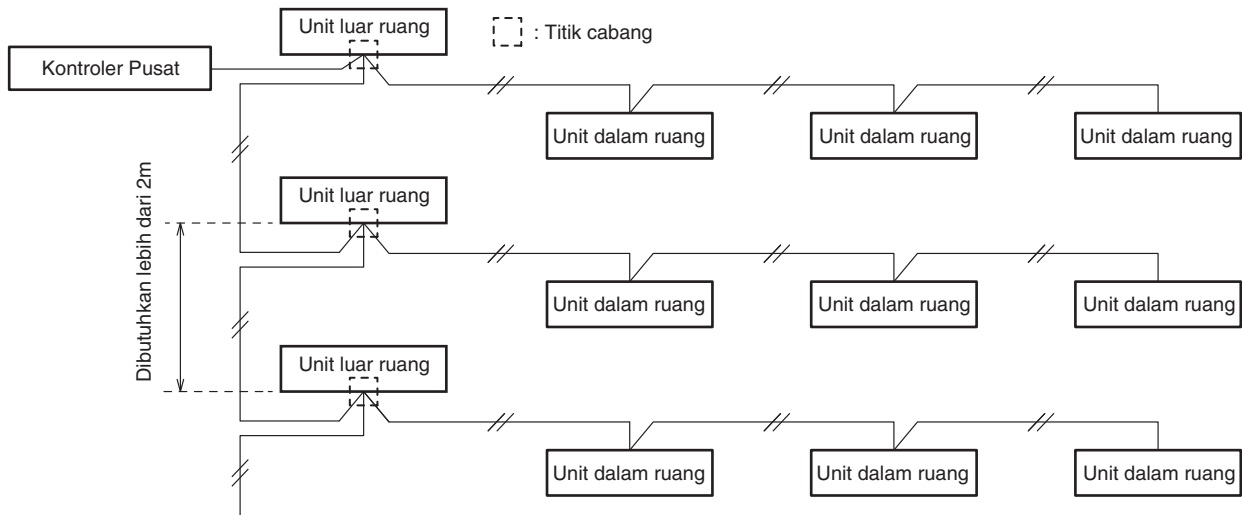 Unit luar ruang
: Titik cabang
Kontroler Pusat
Unit dalam ruang
Unit dalam ruang
Unit dalam ruang
Dibutuhkan lebih dari 2m
Unit luar ruang
Unit dalam ruang
Unit dalam ruang
Unit dalam ruang
Unit luar ruang
Unit dalam ruang
Unit dalam ruang
Unit dalam ruang